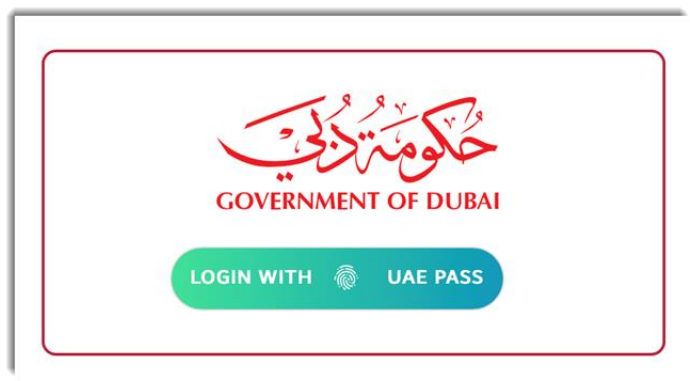 حكومة دبي
GOVERNMENT OF DUBAI
LOGIN WITH UAE PASS